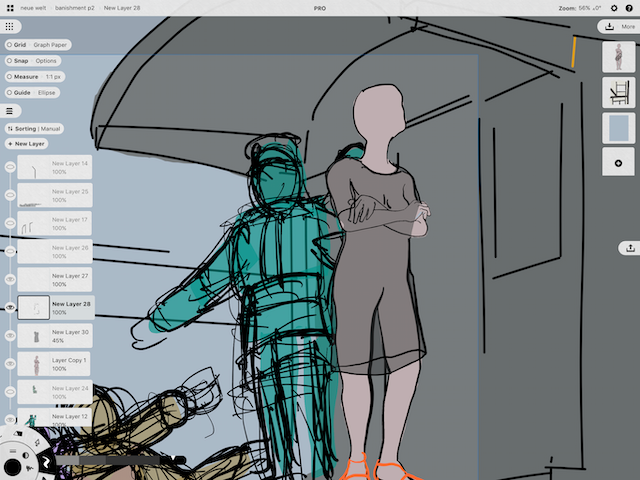 neue welt · banishment p2 · New Layer 28
PRO
Zoom: 56% ∠0°
Grid · Graph Paper
More
Snap · Options
Measure · 1:1 px
Guide · Ellipse
Sorting | Manual
+ New Layer
New Layer 14
100%
New Layer 25
100%
New Layer 17
100%
New Layer 26
100%
New Layer 27
100%
New Layer 28
100%
New Layer 30
45%
Layer Copy 1
100%
New Layer 24
100%
New Layer 12
100%